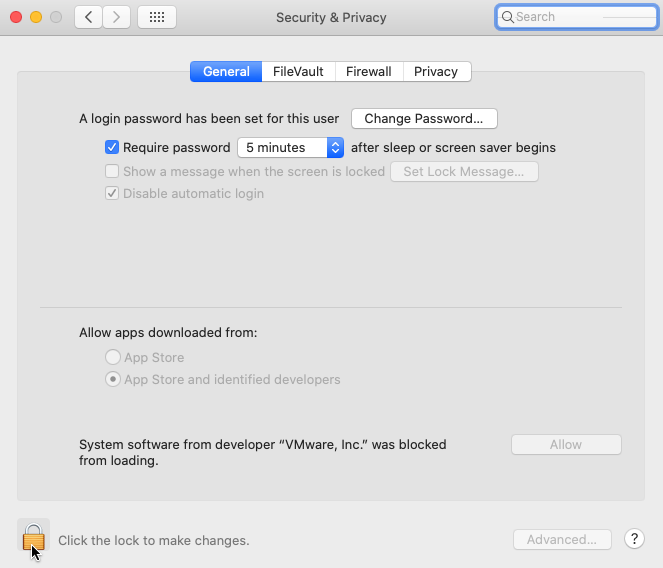 Security & Privacy
Search
General FileVault Firewall Privacy
A login password has been set for this user Change Password...
Require password 5 minutes after sleep or screen saver begins
Show a message when the screen is locked Set Lock Message...
Disable automatic login
Allow apps downloaded from:
App Store
App Store and identified developers
System software from developer “VMware, Inc.” was blocked Allow
from loading.
Click the lock to make changes. Advanced... ?